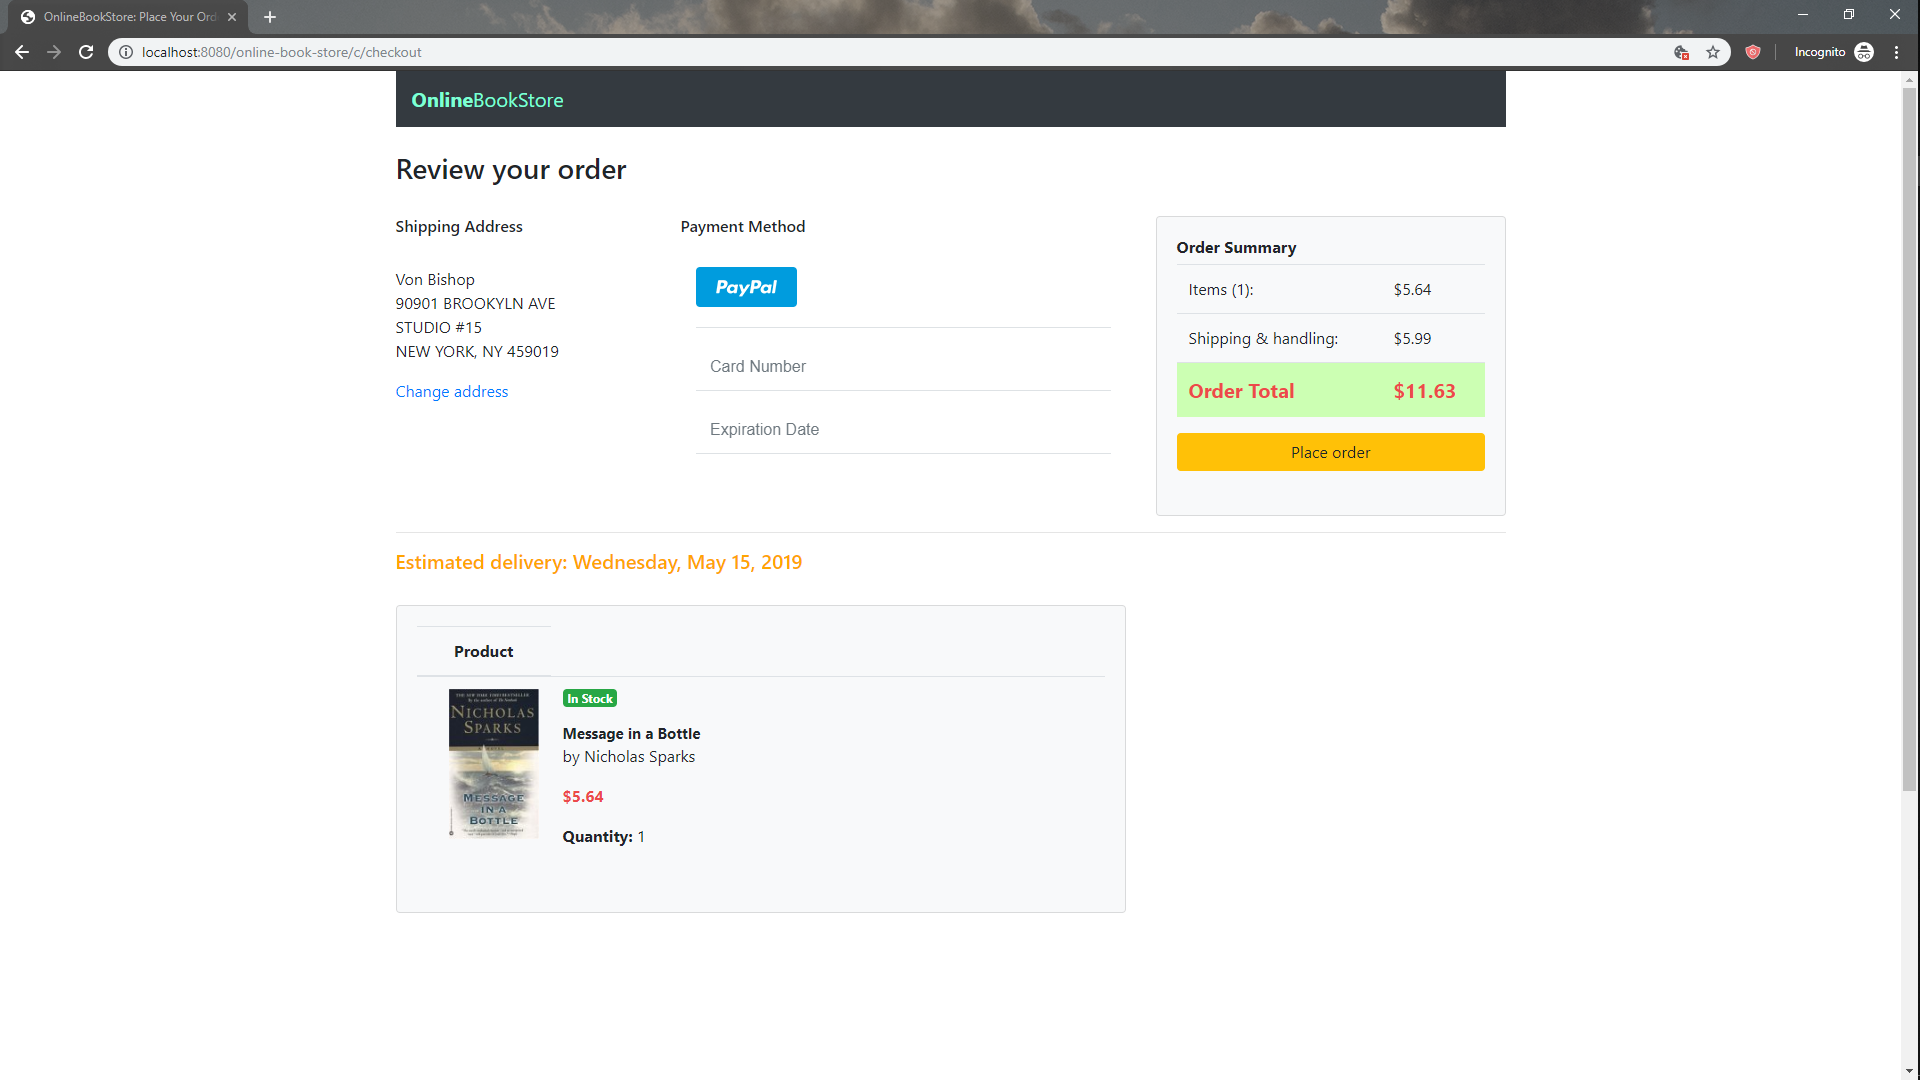 OnlineBookStore: Place Your Ord
localhost:8080/online-book-store/c/checkout
Incognito
OnlineBookStore
Review your order
Shipping Address
Von Bishop
90901 BROOKYLN AVE
STUDIO #15
NEW YORK, NY 459019
Change address
Payment Method
PayPal
Card Number
Expiration Date
Order Summary
Items (1): $5.64
Shipping & handling: $5.99
Order Total $11.63
Place order
Estimated delivery: Wednesday, May 15, 2019
Product
NICHOLAS
SPARKS
MESSAGE
IN A
BOTTLE
In Stock
Message in a Bottle
by Nicholas Sparks
$5.64
Quantity: 1